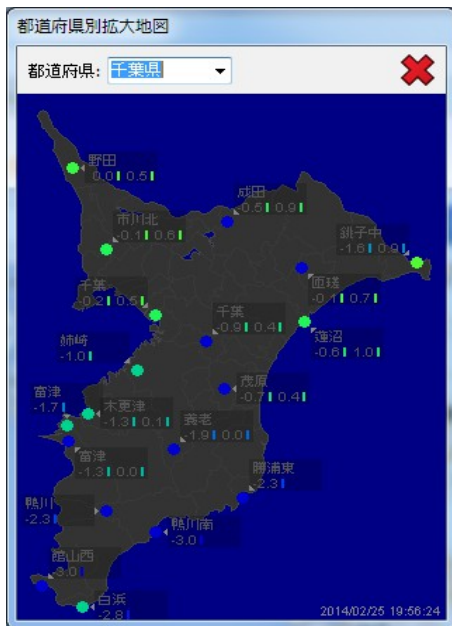 都道府県別拡大地図
都道府県: 千葉県
野田
0.0 0.5
成田
-0.5 0.9
市川北
-0.1 0.6
銚子中
-1.6 0.9
千葉
-0.2 0.5
匝瑳
-0.1 0.7
千葉
-0.9 0.4
蓮沼
-0.6 1.0
姉崎
-1.0
茂原
-0.7 0.4
富津
-1.7
木更津
-1.3 0.1
養老
-1.9 0.0
富津
-1.3 0.0
勝浦東
-2.3
鴨川
-2.3
鴨川南
-3.0
館山西
-3.0
白浜
-2.8
2014/02/25 19:56:24